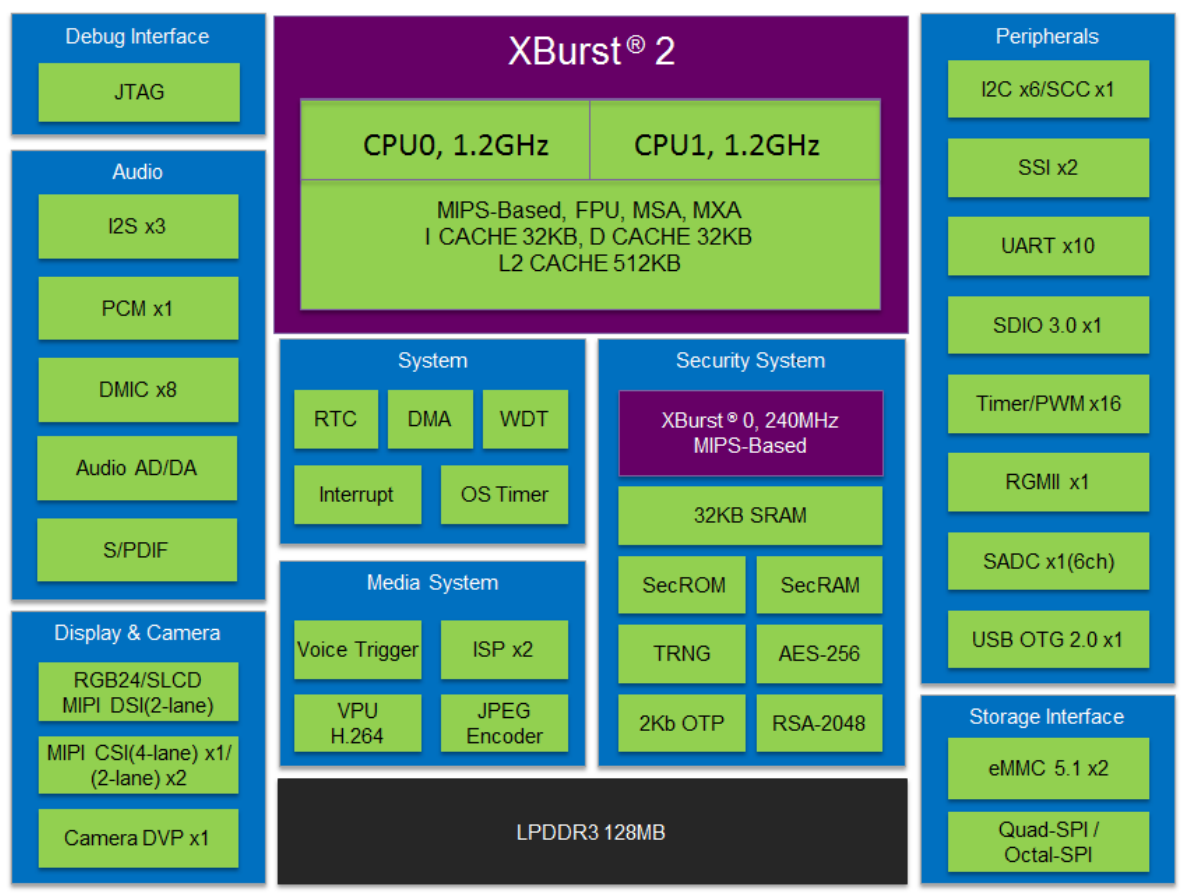 Debug Interface
JTAG
Audio
I2S x3
PCM x1
DMIC x8
Audio AD/DA
S/PDIF
Display & Camera
RGB24/SLCD
MIPI DSI(2-lane)
MIPI CSI(4-lane) x1/
(2-lane) x2
Camera DVP x1
XBurst® 2
CPU0, 1.2GHz
CPU1, 1.2GHz
MIPS-Based, FPU, MSA, MXA
I CACHE 32KB, D CACHE 32KB
L2 CACHE 512KB
System
RTC
DMA
WDT
Interrupt
OS Timer
Media System
Voice Trigger
ISP x2
VPU
H.264
JPEG
Encoder
Security System
XBurst® 0, 240MHz
MIPS-Based
32KB SRAM
SecROM
SecRAM
TRNG
AES-256
2Kb OTP
RSA-2048
LPDDR3 128MB
Peripherals
I2C x6/SCC x1
SSI x2
UART x10
SDIO 3.0 x1
Timer/PWM x16
RGMII x1
SADC x1(6ch)
USB OTG 2.0 x1
Storage Interface
eMMC 5.1 x2
Quad-SPI /
Octal-SPI